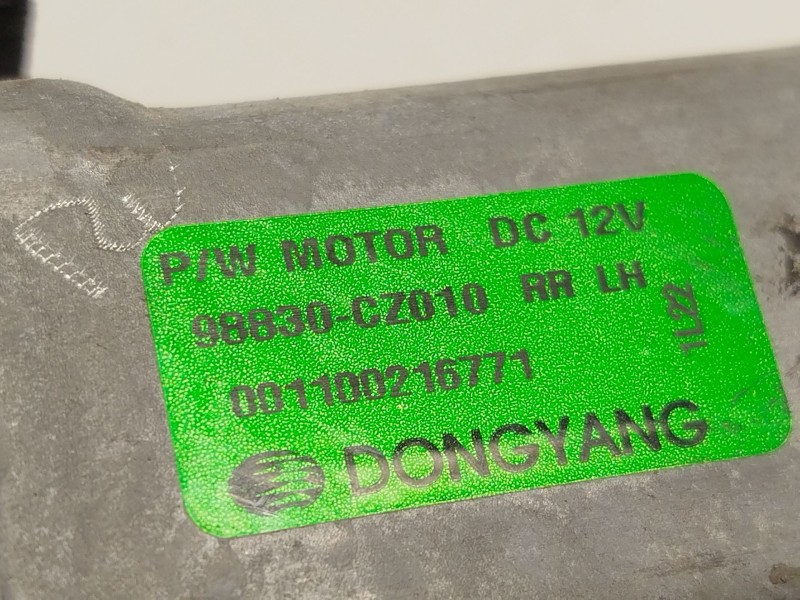 P/W MOTOR DC 12V
98830-CZ010 RR LH
1L22
001100216771
DONGYANG